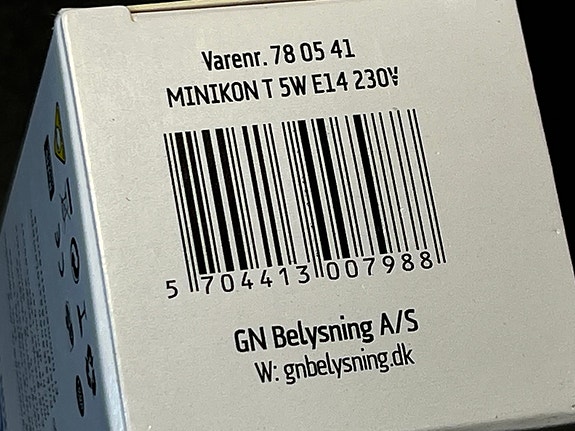 Varenr. 78 05 41
MINIKON T 5W E14 230V
5 704413 007988
GN Belysning A/S
W: gnbelysning.dk